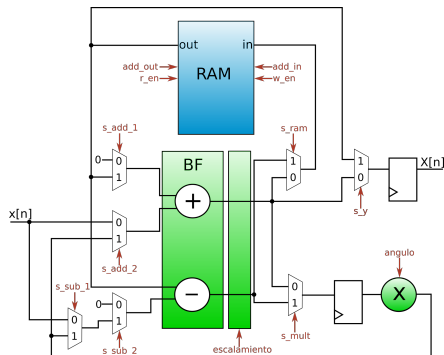 out
in
add_out
RAM
add_in
r_en
w_en
s_add_1
s_ram
0
0
1
BF
1
0
1
0
X[n]
+
s_y
x[n]
0
1
s_add_2
angulo
s_sub_1
0
0
1
−
0
1
X
0
1
s_mult
s_sub_2
escalamiento